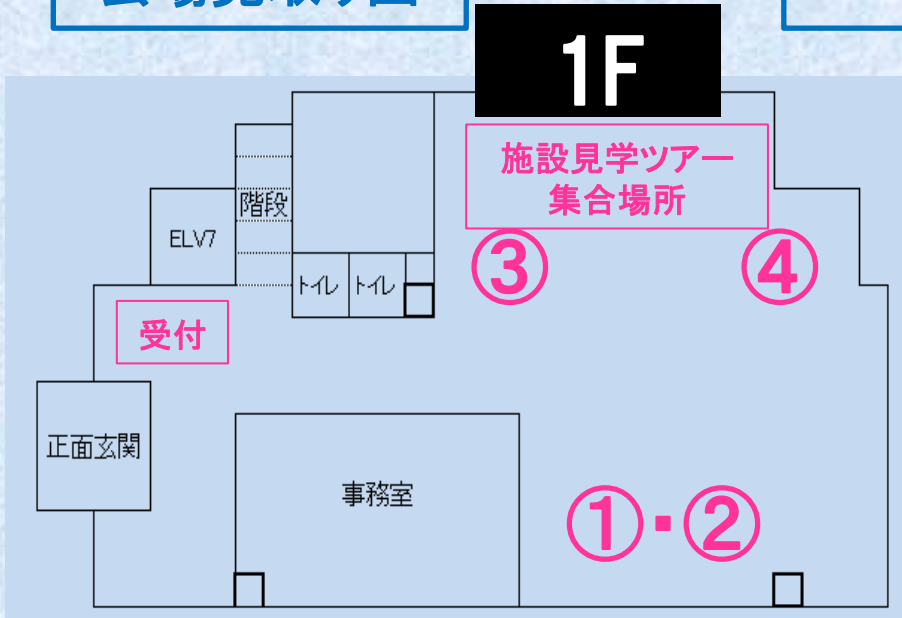 1F
施設見学ツアー
集合場所
階段
ELV7
③
④
トイレ
トイレ
受付
正面玄関
事務室
①・②